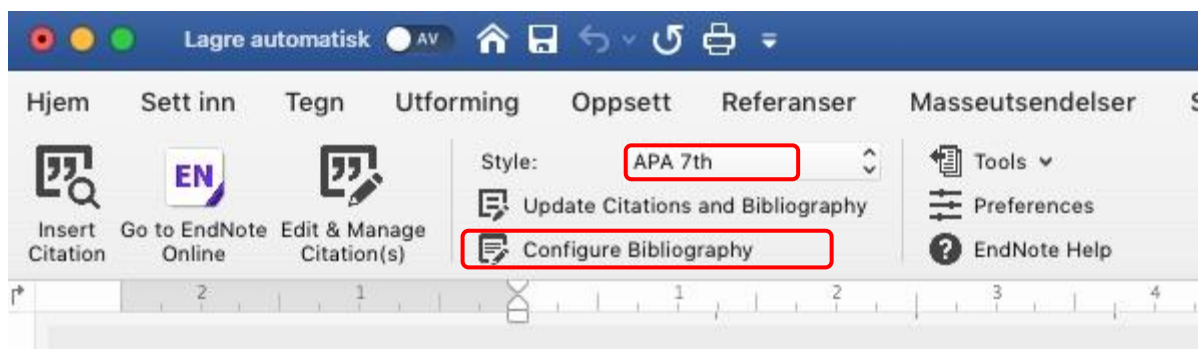 Lagre automatisk AV
Hjem Sett inn Tegn Utforming Oppsett Referanser Masseutsendelser S
EN
Style: APA 7th
Tools
Update Citations and Bibliography
Preferences
Insert Citation
Go to EndNote Online
Edit & Manage Citation(s)
Configure Bibliography
EndNote Help
2 1 1 2 3 4